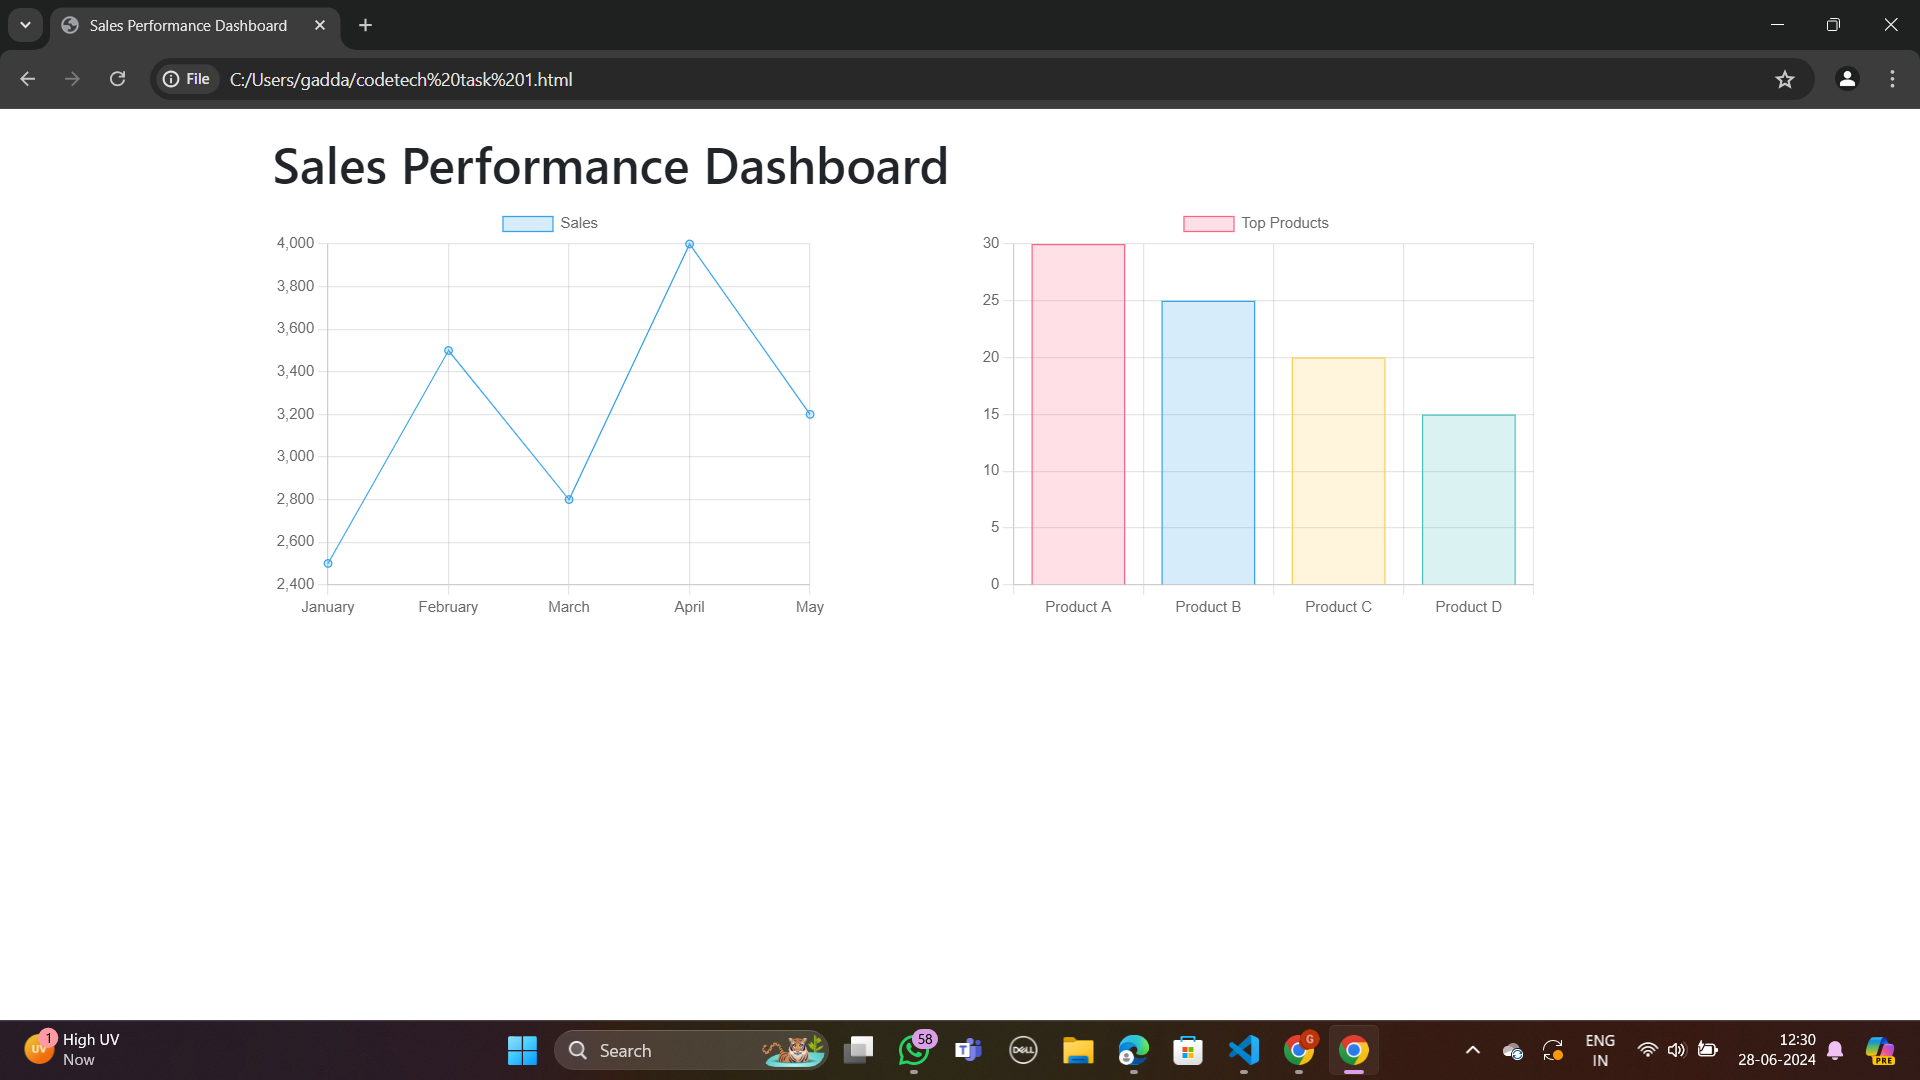 Sales Performance Dashboard
File C:/Users/gadda/codetech%20task%201.html
Sales Performance Dashboard
Sales
4,000
3,800
3,600
3,400
3,200
3,000
2,800
2,600
2,400
January February March April May
Top Products
30
25
20
15
10
5
0
Product A Product B Product C Product D
UV 1 High UV
Now
Search
58
T
DELL
G
ENG
IN
12:30
28-06-2024
PRE